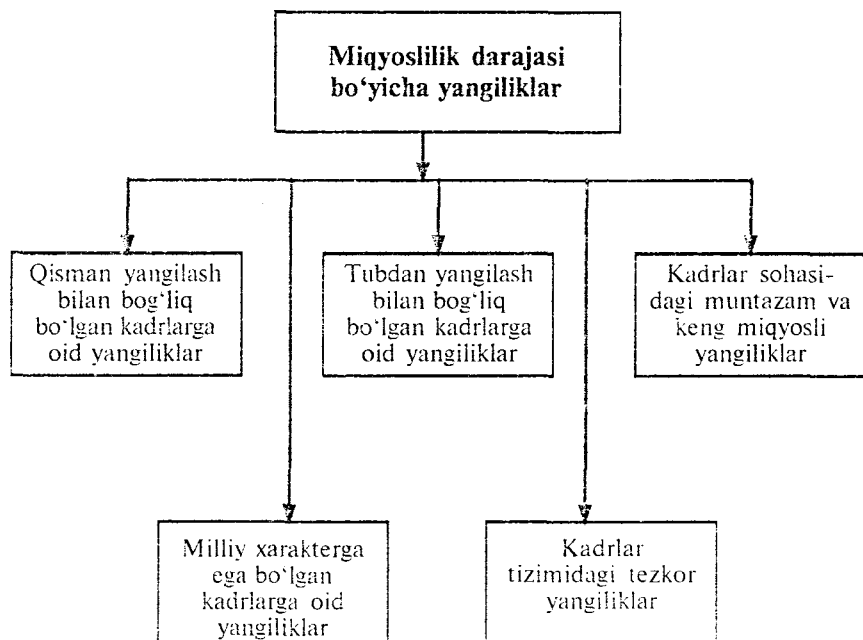 Miqyoslilik darajasi
bo‘yicha yangiliklar
Qisman yangilash
bilan bog‘liq
bo‘lgan kadrlarga
oid yangiliklar
Tubdan yangilash
bilan bog‘liq
bo‘lgan kadrlarga
oid yangiliklar
Kadrlar sohasi-
dagi muntazam va
keng miqyosli
yangiliklar
Milliy xarakterga
ega bo‘lgan
kadrlarga oid
yangiliklar
Kadrlar
tizimidagi tezkor
yangiliklar